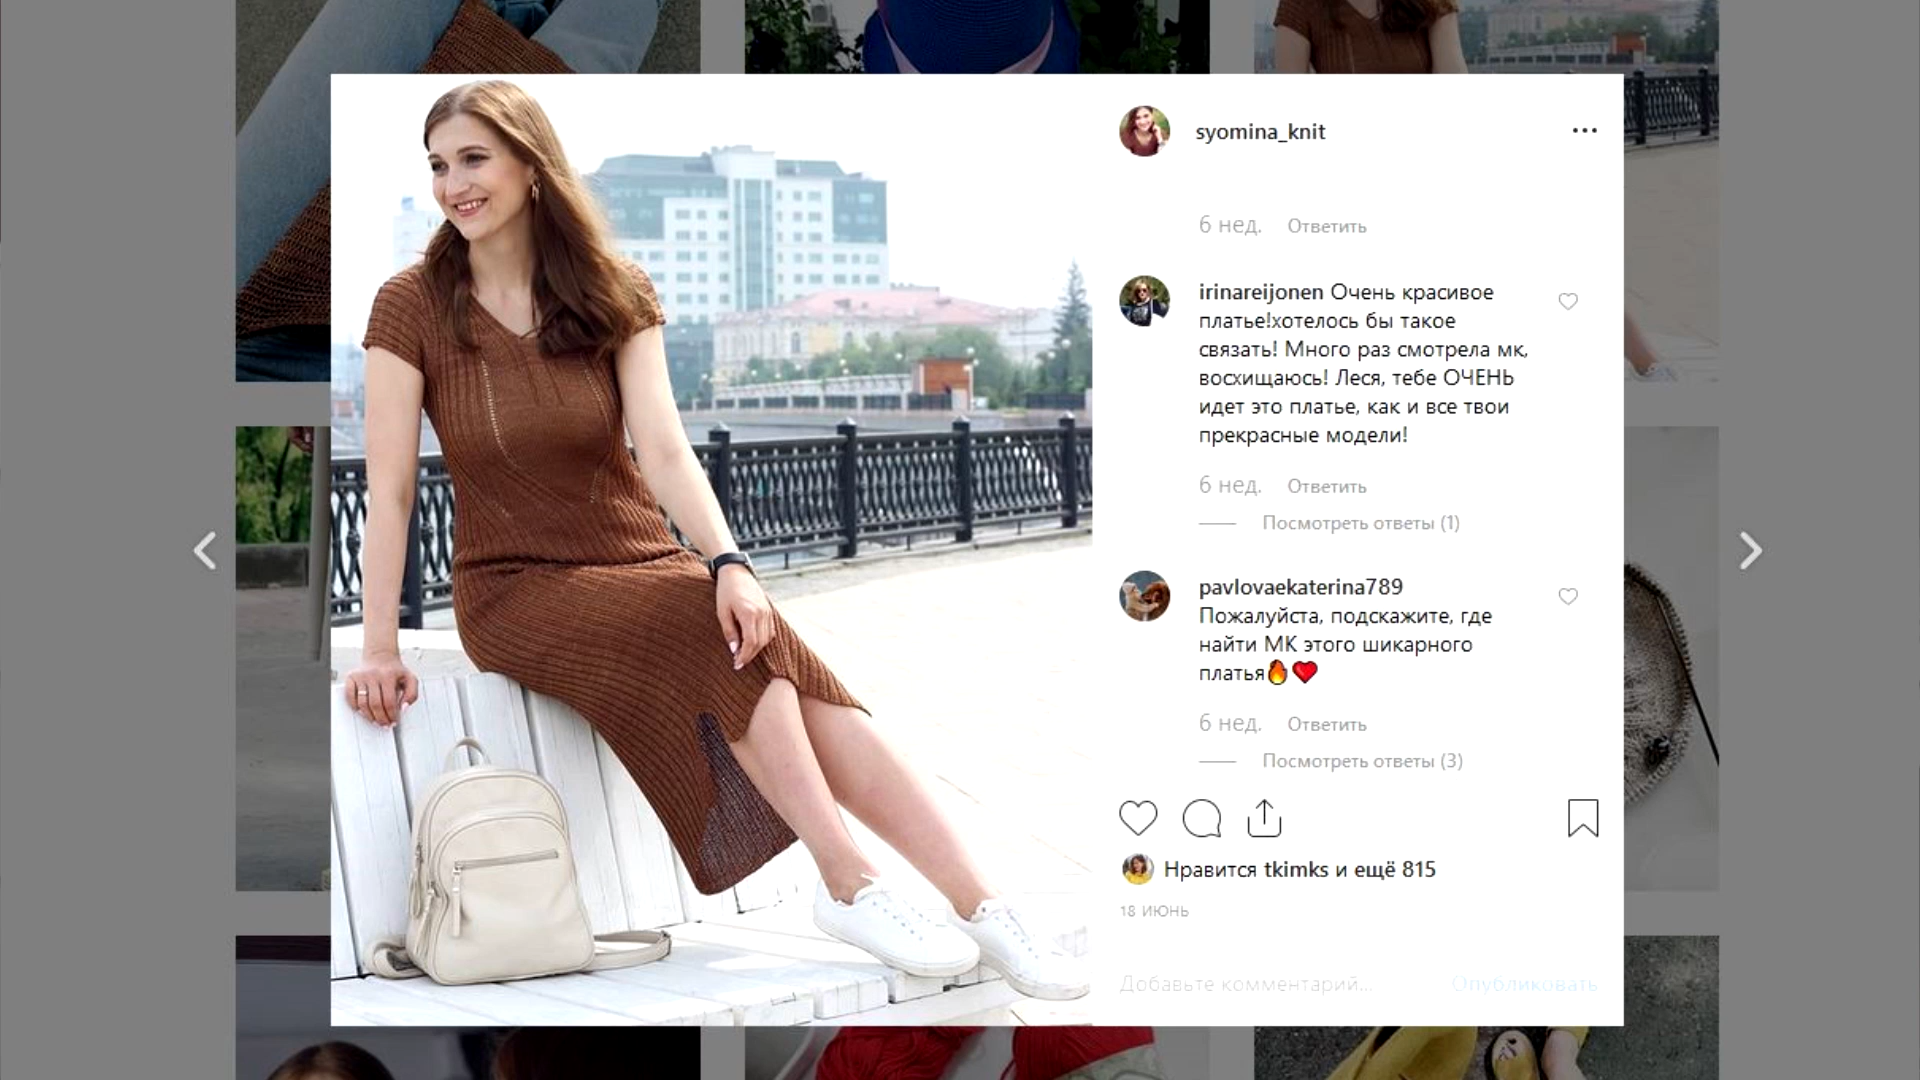 syomina_knit
6 нед. Ответить
irinareijonen Очень красивое
платье!хотелось бы такое
связать! Много раз смотрела мк,
восхищаюсь! Леся, тебе ОЧЕНЬ
идет это платье, как и все твои
прекрасные модели!
6 нед. Ответить
Посмотреть ответы (1)
pavlovaekaterina789
Пожалуйста, подскажите, где
найти МК этого шикарного
платья🔥❤️
6 нед. Ответить
Посмотреть ответы (3)
Нравится tkimks и ещё 815
18 ИЮНЬ
Добавьте комментарий... Опубликовать